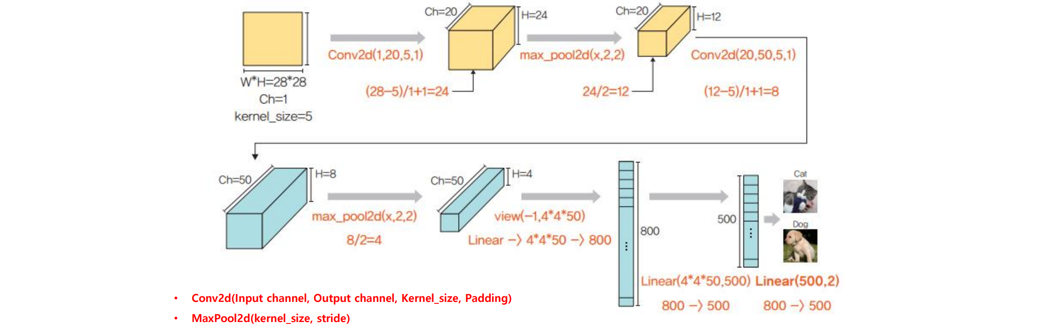 Ch=20
H=24
Ch=20
H=12
Conv2d(1,20,5,1)
max_pool2d(x,2,2)
Conv2d(20,50,5,1)
W*H=28*28
Ch=1
kernel_size=5
(28-5)/1+1=24
24/2=12
(12-5)/1+1=8
Ch=50
H=8
Ch=50
H=4
max_pool2d(x,2,2)
8/2=4
view(-1,4*4*50)
Linear -> 4*4*50 -> 800
800
500
Cat
Dog
Linear(4*4*50,500)
800 -> 500
Linear(500,2)
800 -> 500
• Conv2d(Input channel, Output channel, Kernel_size, Padding)
• MaxPool2d(kernel_size, stride)